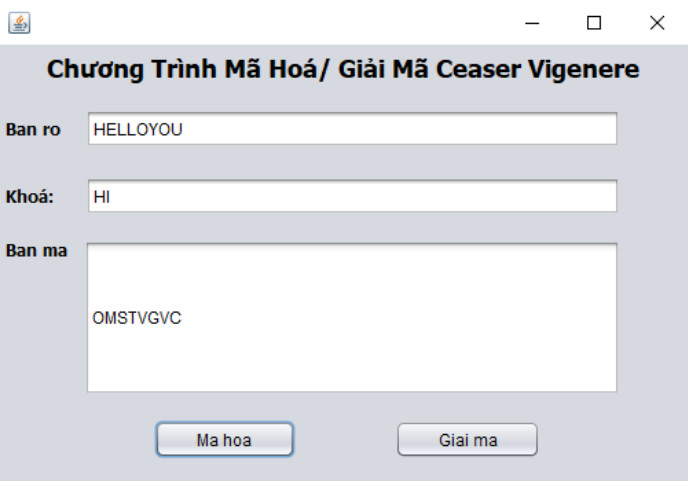 Chương Trình Mã Hoá/ Giải Mã Ceaser Vigenere
Ban ro HELLOYOU
Khoá: HI
Ban ma
OMSTVGVC
Ma hoa Giai ma